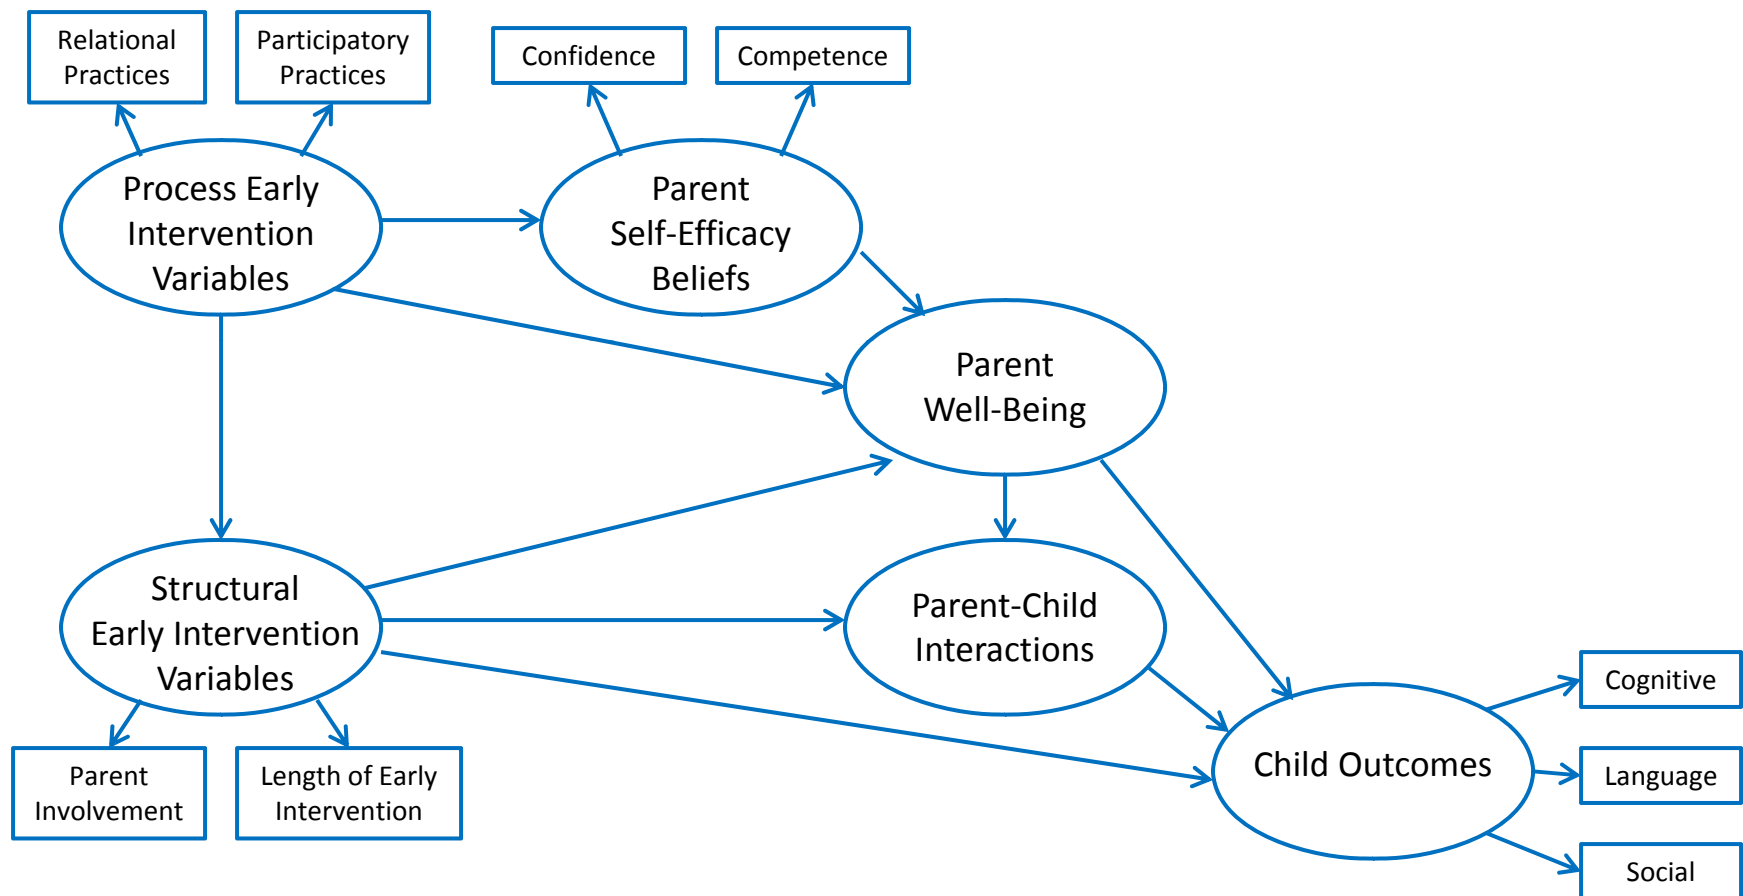 Relational
Practices
Participatory
Practices
Confidence
Competence
Process Early
Intervention
Variables
Parent
Self-Efficacy
Beliefs
Parent
Well-Being
Structural
Early Intervention
Variables
Parent-Child
Interactions
Parent
Involvement
Length of Early
Intervention
Child Outcomes
Cognitive
Language
Social